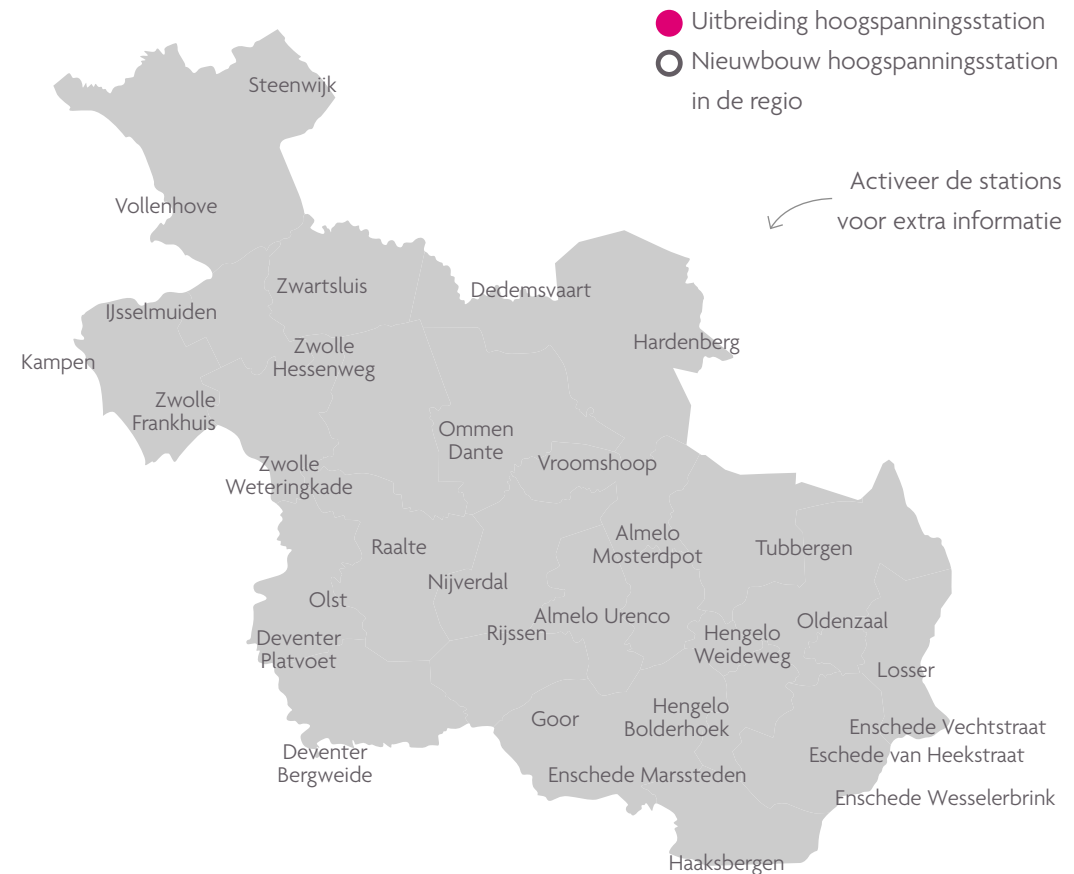 Uitbreiding hoogspanningsstation
Nieuwbouw hoogspanningsstation
in de regio
Activeer de stations
voor extra informatie
Steenwijk
Vollenhove
Zwartsluis
Dedemsvaart
IJsselmuiden
Hardenberg
Zwolle
Hessenweg
Kampen
Zwolle
Frankhuis
Ommen
Dante
Vroomshoop
Zwolle
Weteringkade
Almelo
Mosterdpot
Raalte
Tubbergen
Nijverdal
Olst
Almelo Urenco
Oldenzaal
Rijssen
Hengelo
Weideweg
Deventer
Platvoet
Losser
Hengelo
Bolderhoek
Goor
Enschede Vechtstraat
Deventer
Bergweide
Eschede van Heekstraat
Enschede Marssteden
Enschede Wesselerbrink
Haaksbergen